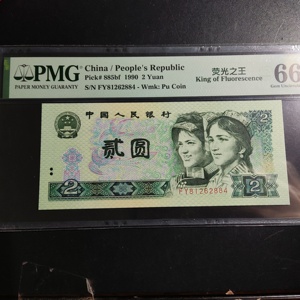 PMG
PAPER MONEY GUARANTY
China / People's Republic
Pick# 885bf 1990 2 Yuan
S/N FY81262884 - Wmk: Pu Coin
荧光之王
King of Fluorescence
66
中国人民银行
贰圆
2
2
2
FY81262884